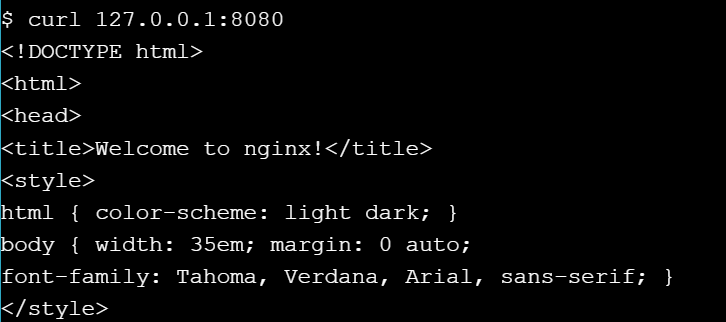 $ curl 127.0.0.1:8080
<!DOCTYPE html>
<html>
<head>
<title>Welcome to nginx!</title>
<style>
html { color-scheme: light dark; }
body { width: 35em; margin: 0 auto;
font-family: Tahoma, Verdana, Arial, sans-serif; }
</style>